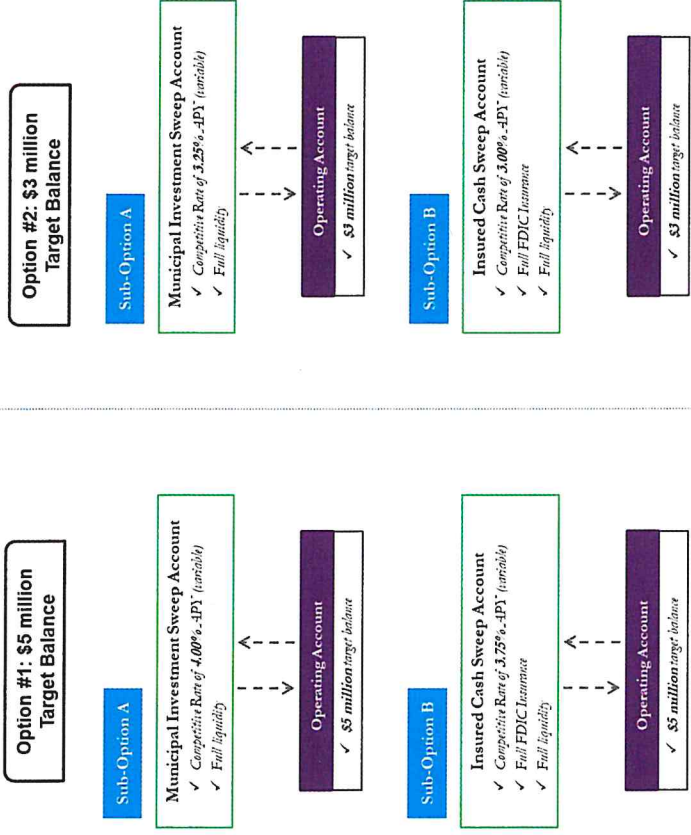 Option #1: $5 million
Target Balance
Sub-Option A
Municipal Investment Sweep Account
✓ Competitive Rate of 4.00% APY (variable)
✓ Full liquidity
Operating Account
✓ $5 million target balance
Sub-Option B
Insured Cash Sweep Account
✓ Competitive Rate of 3.75% APY (variable)
✓ Full FDIC Insurance
✓ Full liquidity
Operating Account
✓ $5 million target balance
Option #2: $3 million
Target Balance
Sub-Option A
Municipal Investment Sweep Account
✓ Competitive Rate of 3.25% APY (variable)
✓ Full liquidity
Operating Account
✓ $3 million target balance
Sub-Option B
Insured Cash Sweep Account
✓ Competitive Rate of 3.00% APY (variable)
✓ Full FDIC Insurance
✓ Full liquidity
Operating Account
✓ $3 million target balance